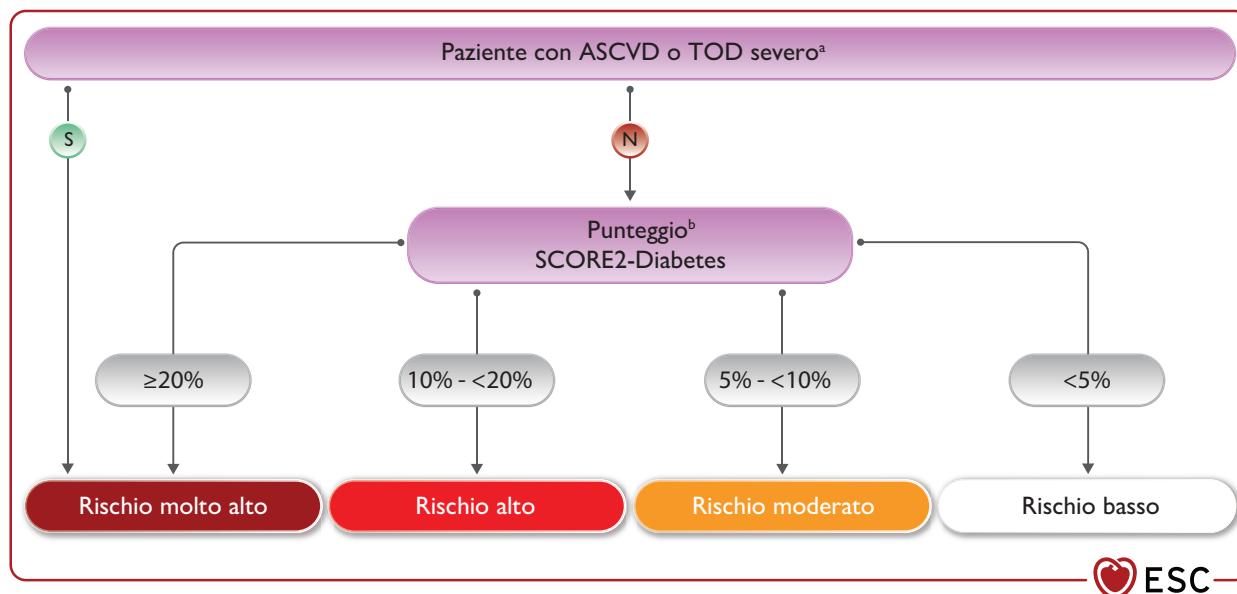 Paziente con ASCVD o TOD severoᵃ
S
N
Punteggioᵇ
SCORE2-Diabetes
≥20%
10% - <20%
5% - <10%
<5%
Rischio molto alto
Rischio alto
Rischio moderato
Rischio basso
ESC